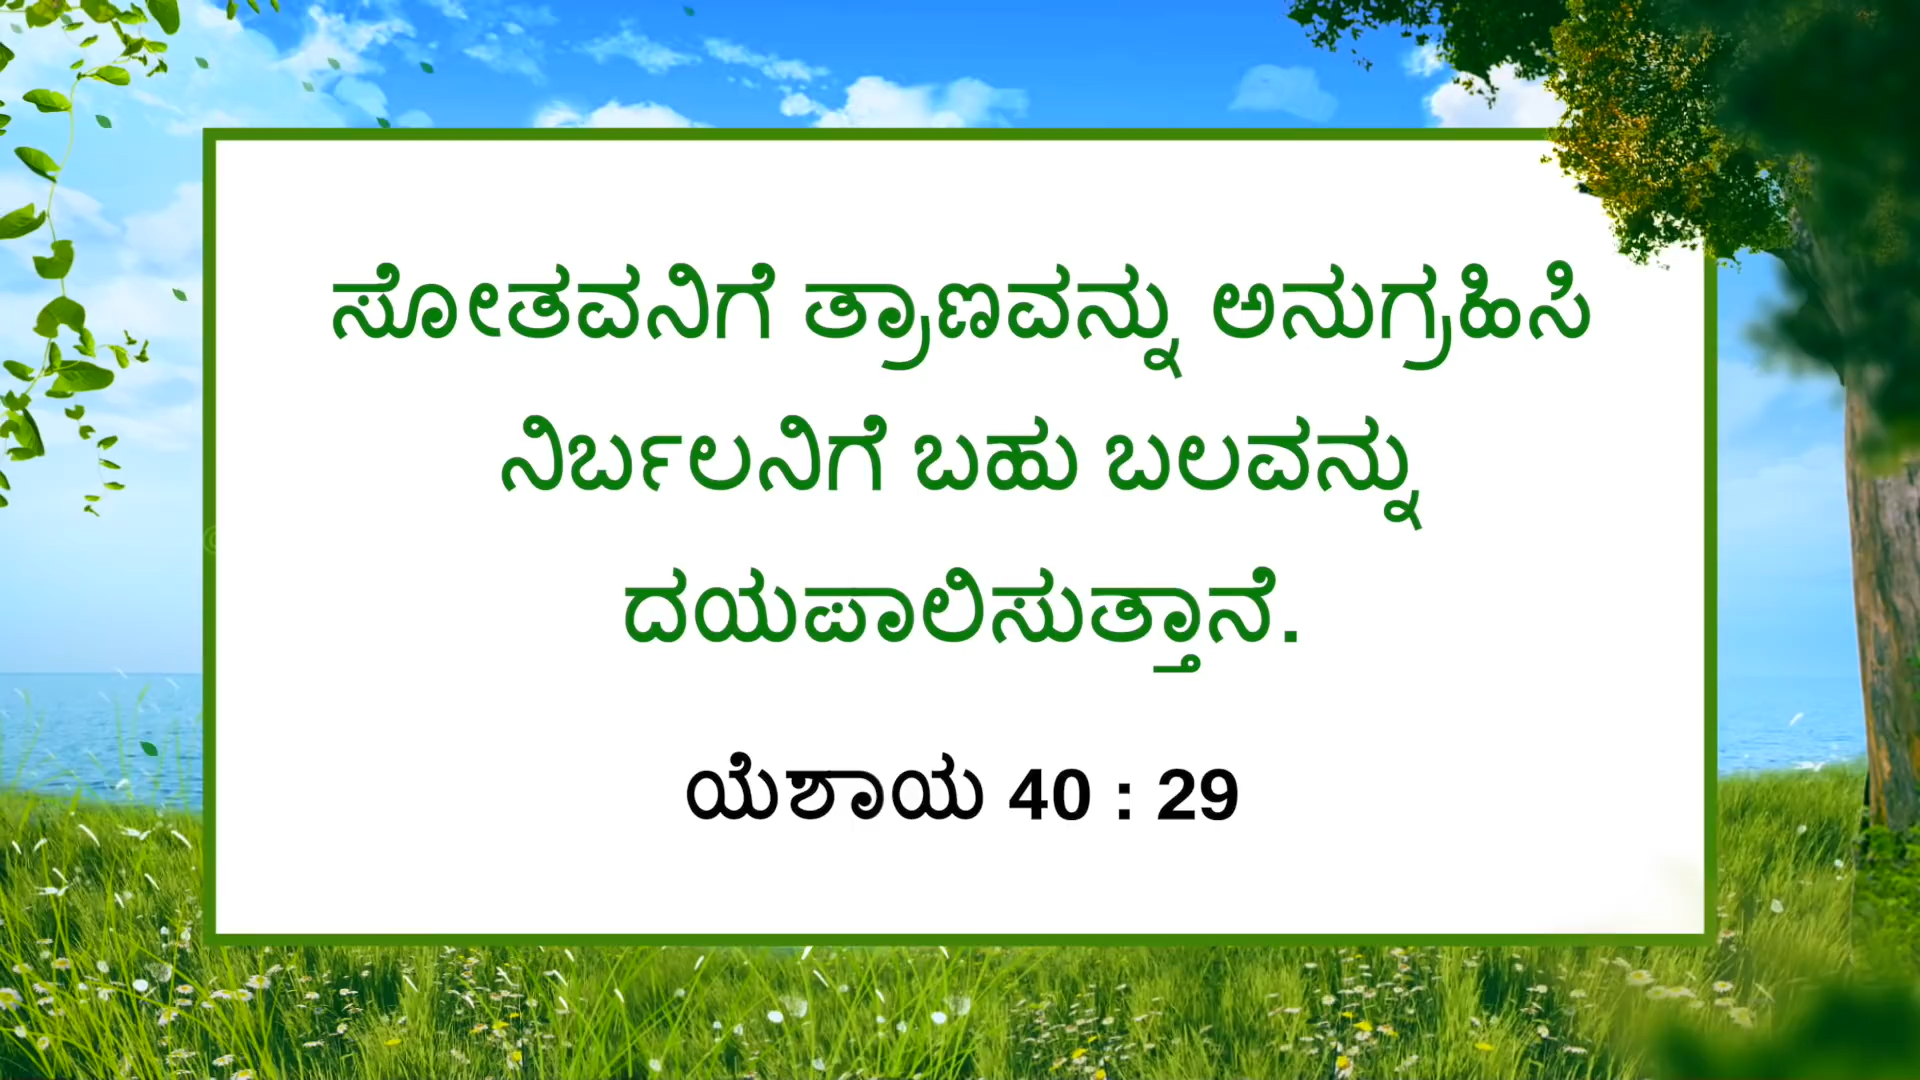 ಸೋತವನಿಗೆ ತ್ರಾಣವನ್ನು ಅನುಗ್ರಹಿಸಿ
ನಿರ್ಬಲನಿಗೆ ಬಹು ಬಲವನ್ನು
ದಯಪಾಲಿಸುತ್ತಾನೆ.
ಯೆಶಾಯ 40 : 29